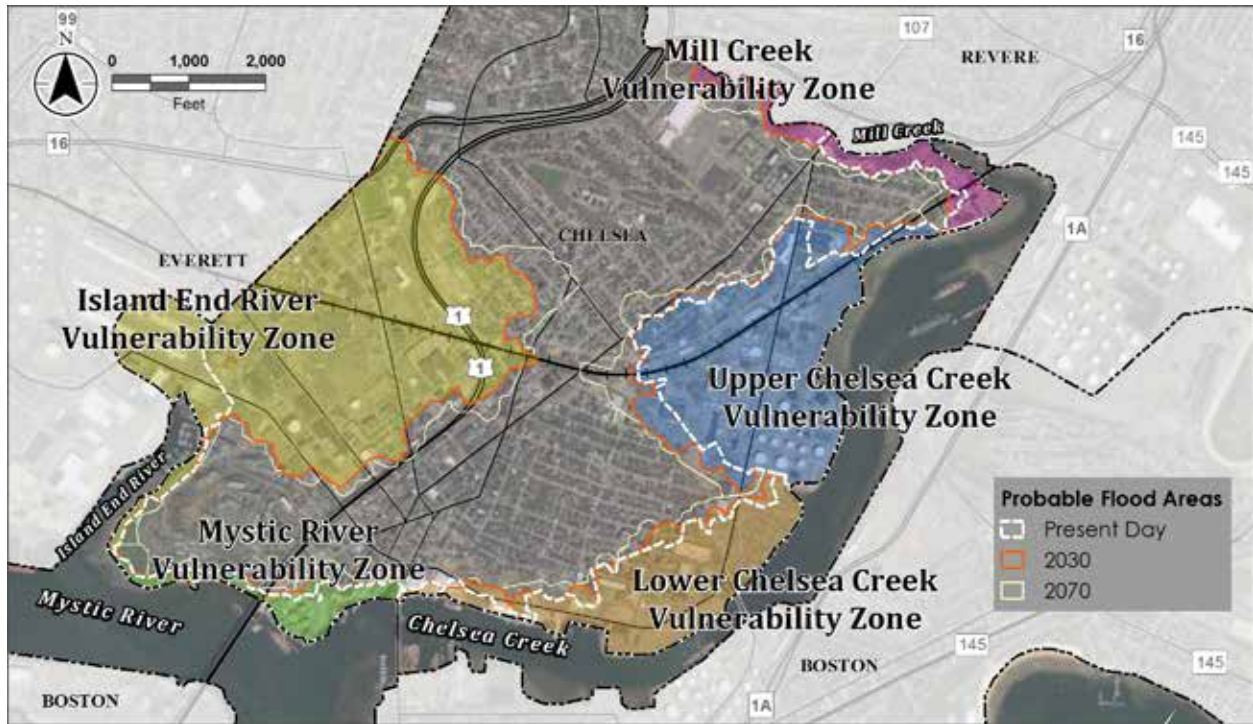 99
N
0 1,000 2,000
Feet
107
16
REVERE
Mill Creek
Vulnerability Zone
Mill Creek
145
145
16
1A
CHELSEA
EVERETT
Island End River
Vulnerability Zone
1
1
Upper Chelsea Creek
Vulnerability Zone
Island End River
Mystic River
Vulnerability Zone
Lower Chelsea Creek
Vulnerability Zone
Mystic River
Chelsea Creek
BOSTON
BOSTON
145
145
1A
Probable Flood Areas
Present Day
2030
2070